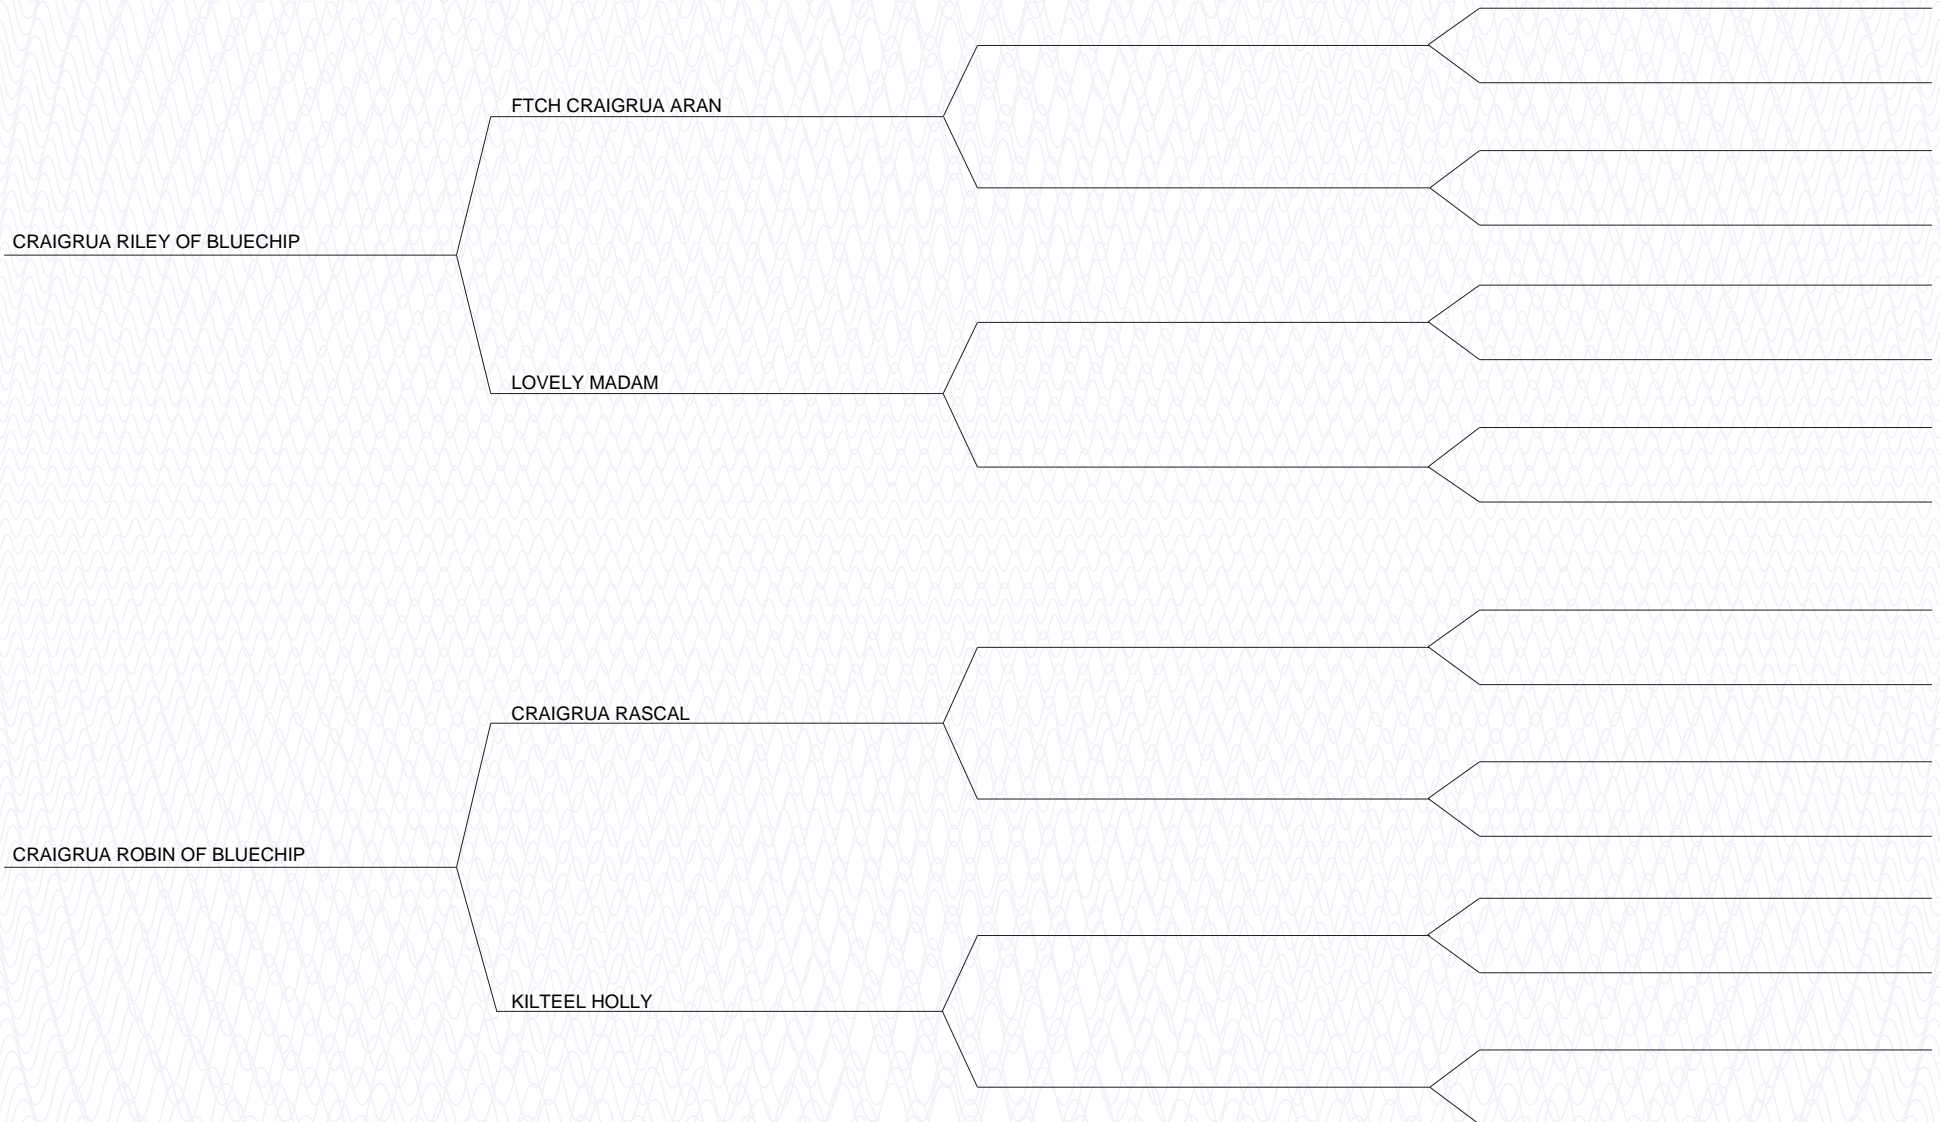 FTCH CRAIGRUA ARAN
CRAIGRUA RILEY OF BLUECHIP
LOVELY MADAM
CRAIGRUA RASCAL
CRAIGRUA ROBIN OF BLUECHIP
KILTEEL HOLLY